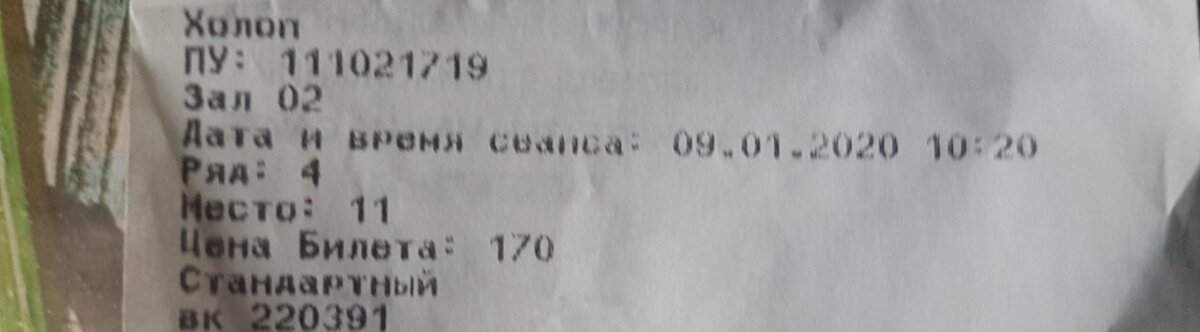 Холоп
ПУ: 111021719
Зал 02
Дата и время сеанса: 09.01.2020 10:20
Ряд: 4
Место: 11
Цена Билета: 170
Стандартный
вк 220391